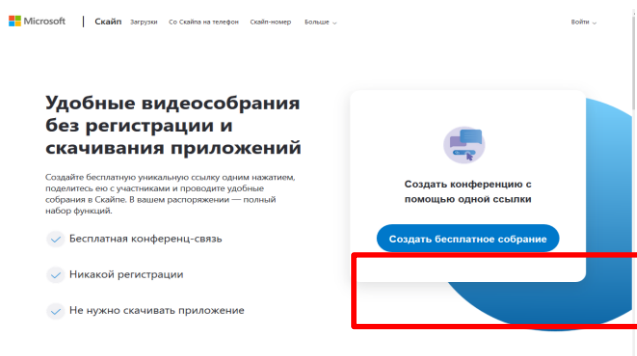 Microsoft Скайп Загрузки Со Скайпа на телефон Скайп-номер Больше Войти
Удобные видеособрания
без регистрации и
скачивания приложений
Создайте бесплатную уникальную ссылку одним нажатием,
поделитесь ею с участниками и проводите удобные
собрания в Скайпе. В вашем распоряжении — полный
набор функций.
Бесплатная конференц-связь
Никакой регистрации
Не нужно скачивать приложение
Создать конференцию с
помощью одной ссылки
Создать бесплатное собрание